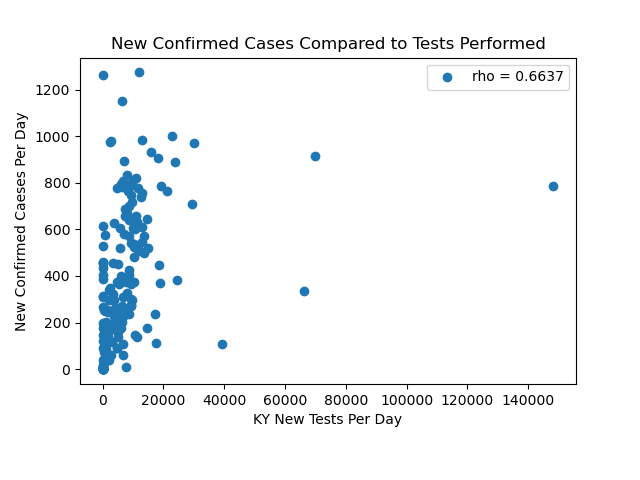 New Confirmed Cases Compared to Tests Performed
rho = 0.6637
New Confirmed Caeses Per Day
1200
1000
800
600
400
200
0
0 20000 40000 60000 80000 100000 120000 140000
KY New Tests Per Day